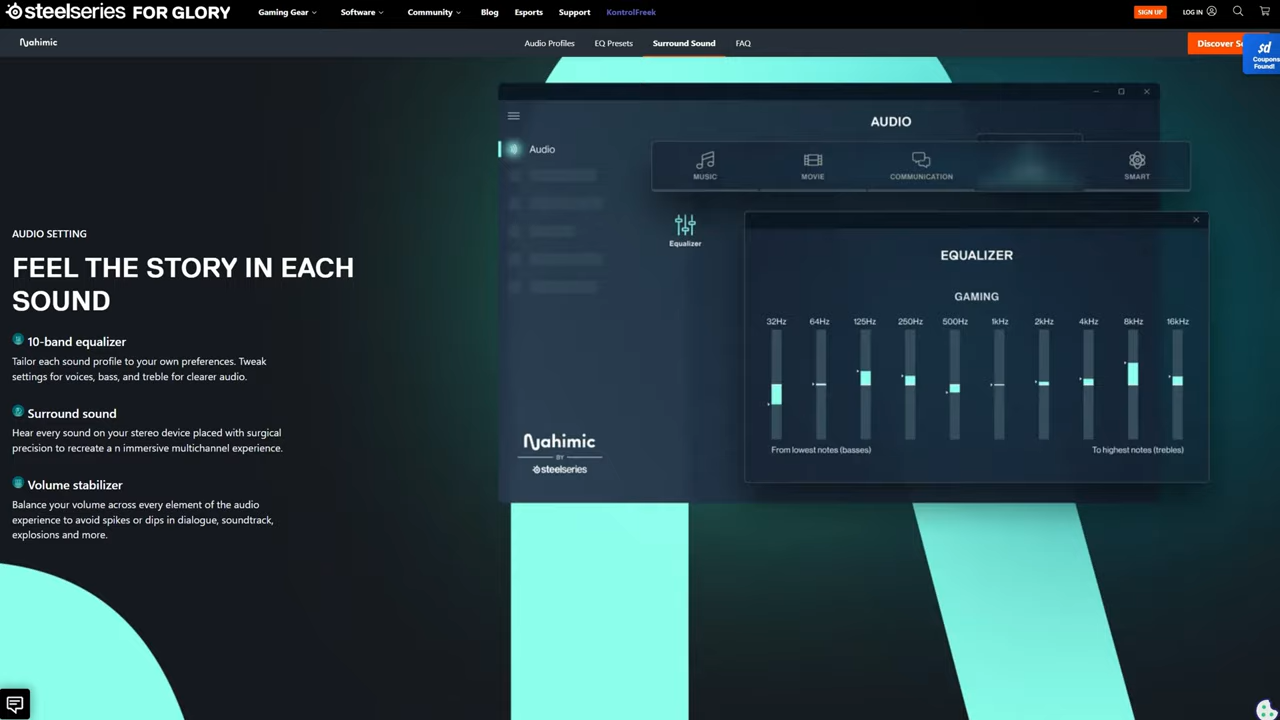 steelseries FOR GLORY
Gaming Gear
Software
Community
Blog
Esports
Support
KontrolFreek
SIGN UP
LOG IN
Nahimic
Audio Profiles
EQ Presets
Surround Sound
FAQ
Discover
$d
Coupons
Found!
AUDIO
Audio
MUSIC
MOVIE
COMMUNICATION
SMART
Equalizer
EQUALIZER
GAMING
32Hz
64Hz
125Hz
250Hz
500Hz
1kHz
2kHz
4kHz
8kHz
16kHz
From lowest notes (basses)
To highest notes (trebles)
Nahimic
BY
steelseries
AUDIO SETTING
FEEL THE STORY IN EACH
SOUND
10-band equalizer
Tailor each sound profile to your own preferences. Tweak
settings for voices, bass, and treble for clearer audio.
Surround sound
Hear every sound on your stereo device placed with surgical
precision to recreate a n immersive multichannel experience.
Volume stabilizer
Balance your volume across every element of the audio
experience to avoid spikes or dips in dialogue, soundtrack,
explosions and more.